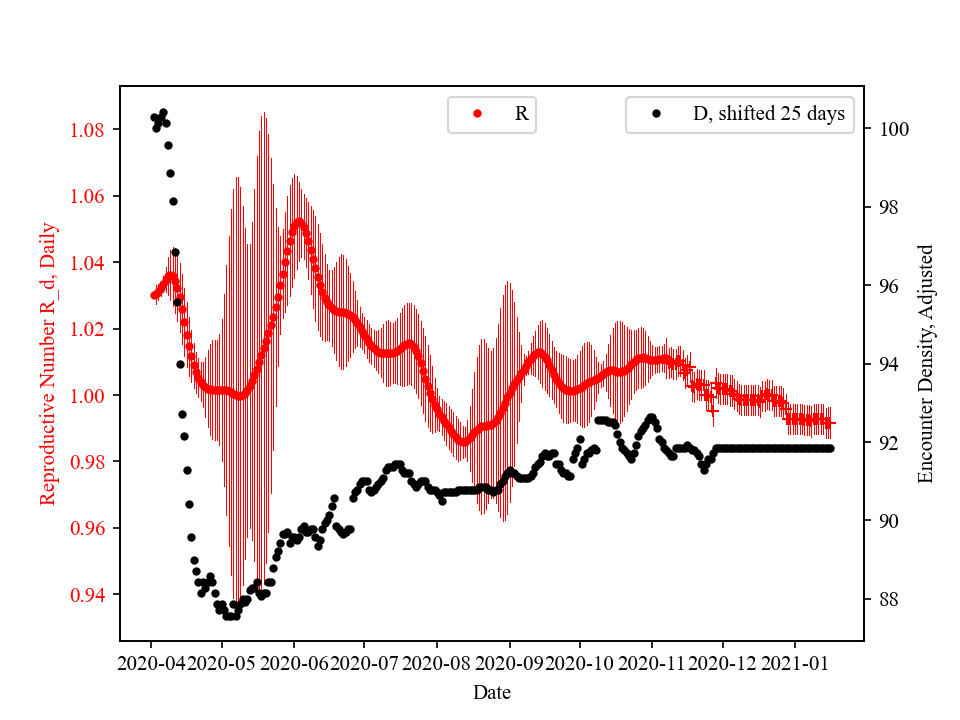 R
D, shifted 25 days
1.08
1.06
1.04
1.02
1.00
0.98
0.96
0.94
Reproductive Number R_d, Daily
100
98
96
94
92
90
88
Encounter Density, Adjusted
2020-04 2020-05 2020-06 2020-07 2020-08 2020-09 2020-10 2020-11 2020-12 2021-01
Date